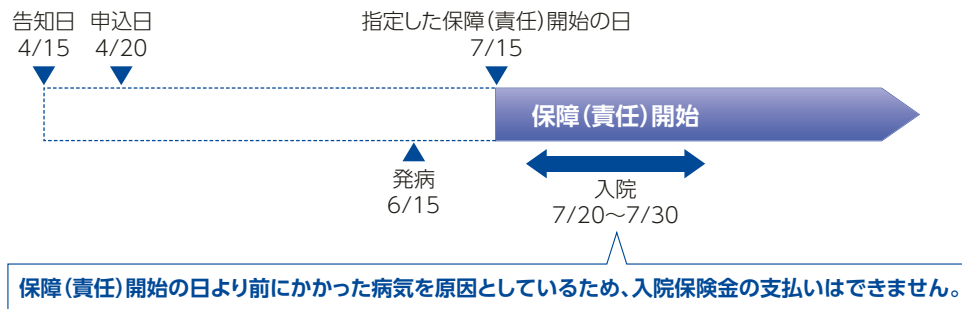 告知日 申込日 指定した保障(責任)開始の日
4/15 4/20 7/15
保障(責任)開始
発病
6/15
入院
7/20～7/30
保障(責任)開始の日より前にかかった病気を原因としているため、入院保険金の支払いはできません。